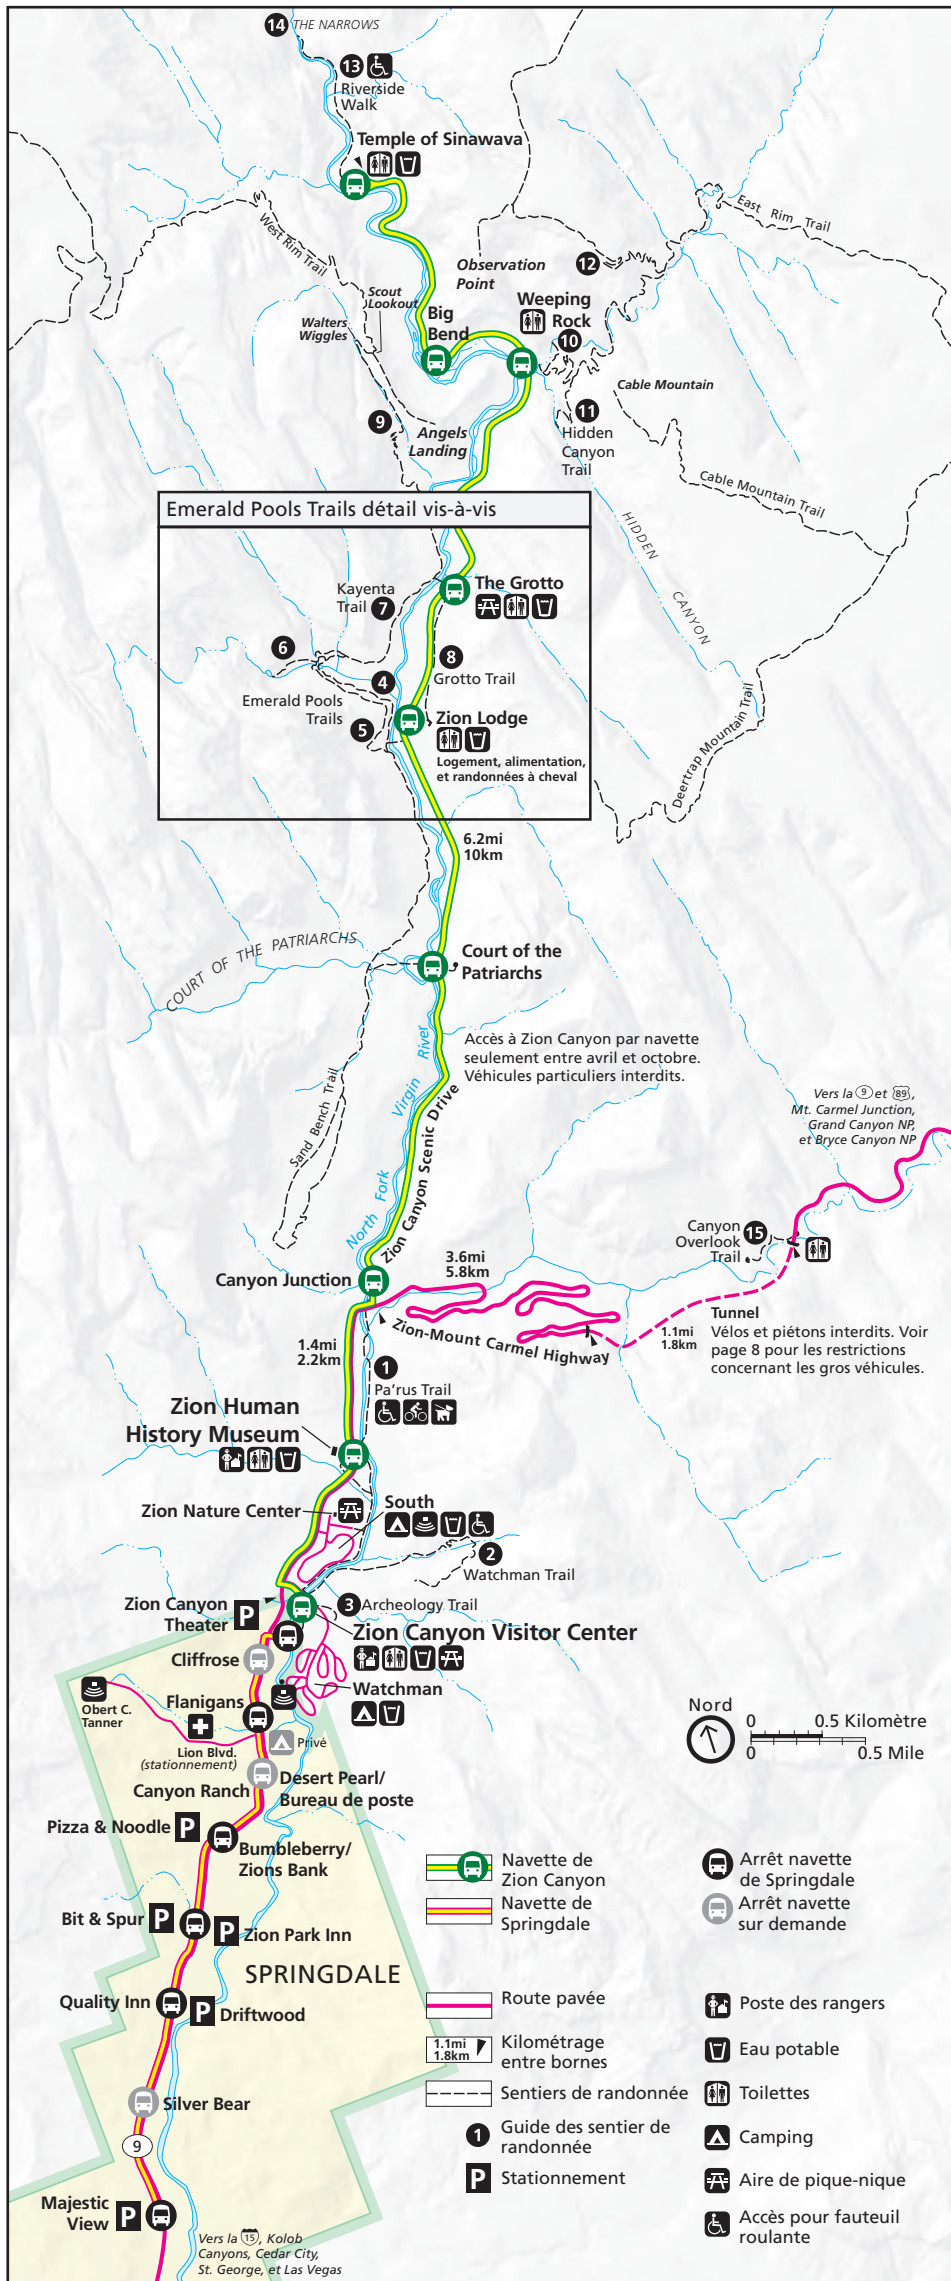 14 THE NARROWS
13
Riverside
Walk
Temple of Sinawava
West Rim Trail
East Rim Trail
Observation
Point
12
Scout
Lookout
Walters
Wiggles
Big
Bend
Weeping
Rock
10
Cable Mountain
9
Angels
Landing
11
Hidden
Canyon
Trail
Cable Mountain Trail
Emerald Pools Trails détail vis-à-vis
HIDDEN CANYON
Kayenta
Trail 7
The Grotto
6
8
Grotto Trail
4
Emerald Pools
Trails
5
Zion Lodge
Logement, alimentation,
et randonnées à cheval
Deertrap Mountain Trail
6.2mi
10km
COURT OF THE PATRIARCHS
Court of the
Patriarchs
Accès à Zion Canyon par navette
seulement entre avril et octobre.
Véhicules particuliers interdits.
North Fork Virgin River
Zion Canyon Scenic Drive
Sand Bench Trail
Vers la 9 et 89,
Mt. Carmel Junction,
Grand Canyon NP,
et Bryce Canyon NP
Canyon
Overlook
Trail
15
Canyon Junction
3.6mi
5.8km
Zion-Mount Carmel Highway
1.4mi
2.2km
1.1mi
1.8km
Tunnel
Vélos et piétons interdits. Voir
page 8 pour les restrictions
concernant les gros véhicules.
1
Pa'rus Trail
Zion Human
History Museum
Zion Nature Center
South
2
Watchman Trail
Zion Canyon
Theater
P
3 Archeology Trail
Zion Canyon Visitor Center
Cliffrose
Watchman
Obert C.
Tanner
Flanigans
Lion Blvd.
(stationnement)
Privé
Canyon Ranch
Desert Pearl/
Bureau de poste
Nord
0 0.5 Kilomètre
0 0.5 Mile
Pizza & Noodle P
Bumbleberry/
Zions Bank
Bit & Spur P
P Zion Park Inn
SPRINGDALE
Quality Inn
P Driftwood
Silver Bear
9
Majestic
View
P
Vers la 15, Kolob
Canyons, Cedar City,
St. George, et Las Vegas
Navette de
Zion Canyon
Navette de
Springdale
Arrêt navette
de Springdale
Arrêt navette
sur demande
Route pavée
1.1mi
1.8km
Kilométrage
entre bornes
Sentiers de randonnée
1
Guide des sentier de
randonnée
P Stationnement
Poste des rangers
Eau potable
Toilettes
Camping
Aire de pique-nique
Accès pour fauteuil
roulante